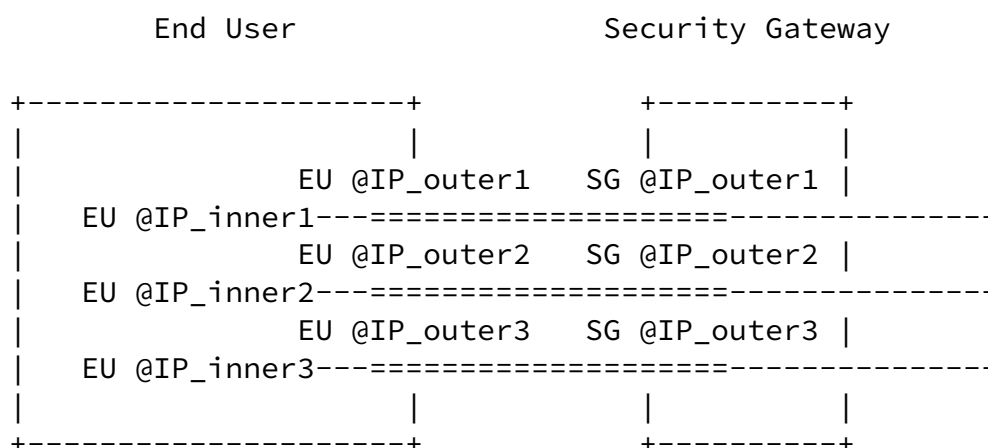 End User                 Security Gateway
+---------------------+            +----------+
|                     |            |          |
|               EU @IP_outer1   SG @IP_outer1 |
|   EU @IP_inner1---====================---------------
|               EU @IP_outer2   SG @IP_outer2 |
|   EU @IP_inner2---====================---------------
|               EU @IP_outer3   SG @IP_outer3 |
|   EU @IP_inner3---====================---------------
|                     |            |          |
+---------------------+            +----------+